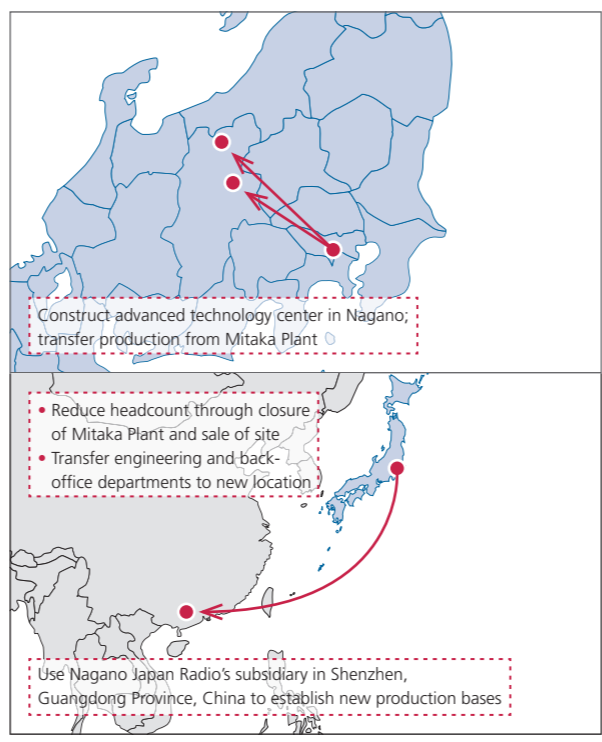 Construct advanced technology center in Nagano;
transfer production from Mitaka Plant
• Reduce headcount through closure
of Mitaka Plant and sale of site
• Transfer engineering and back-
office departments to new location
Use Nagano Japan Radio’s subsidiary in Shenzhen,
Guangdong Province, China to establish new production bases